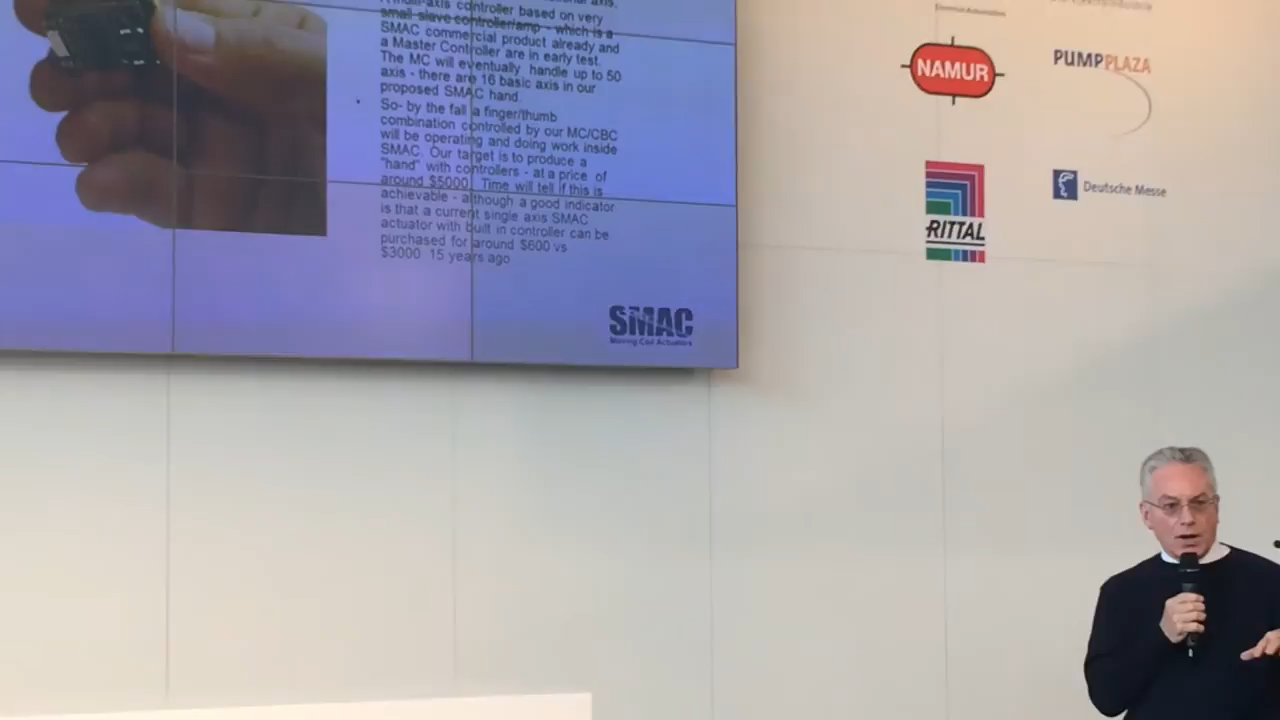 A multi-axis controller based on very
small slave controller/amp - which is a
SMAC commercial product already and
a Master Controller are in early test.
The MC will eventually handle up to 50
axis - there are 16 basic axis in our
proposed SMAC hand.
So- by the fall a finger/thumb
combination controlled by our MC/CBC
will be operating and doing work inside
SMAC. Our target is to produce a
"hand" with controllers - at a price of
around $5000. Time will tell if this is
achievable - although a good indicator
is that a current single axis SMAC
actuator with built in controller can be
purchased for around $600 vs
$3000 15 years ago
SMAC
Moving Coil Actuators
NAMUR
PUMPPLAZA
RITTAL
Deutsche Messe